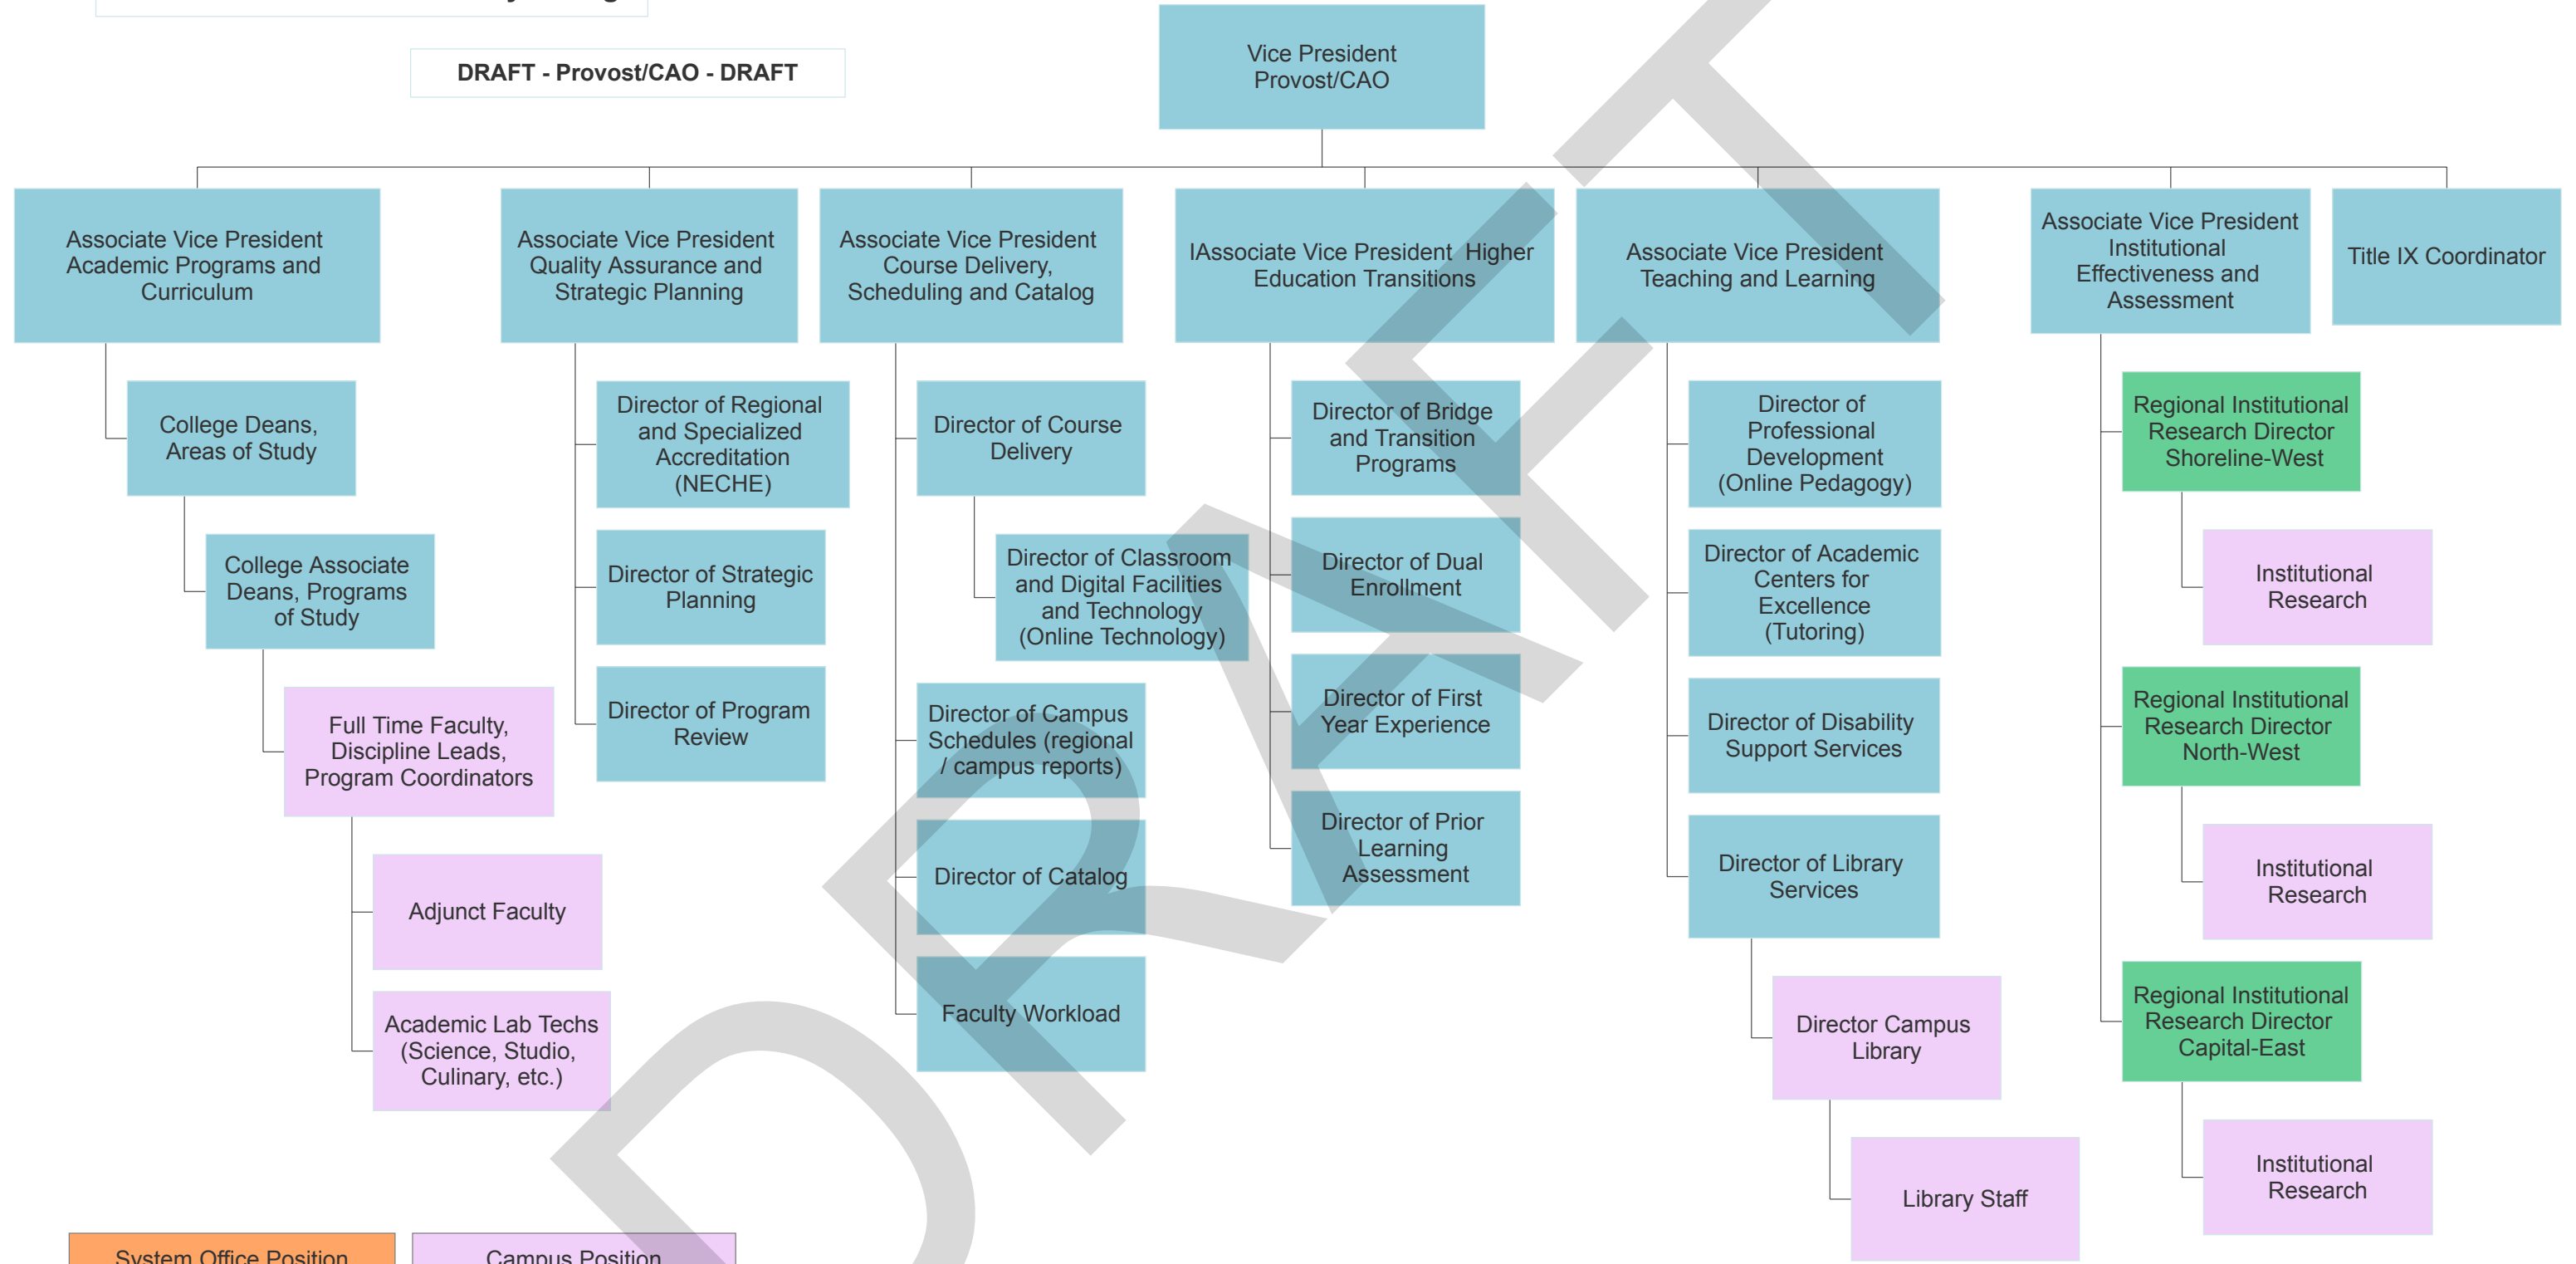 DRAFT - Provost/CAO - DRAFT
Vice President
Provost/CAO
Associate Vice President
Academic Programs and
Curriculum
Associate Vice President
Quality Assurance and
Strategic Planning
Associate Vice President
Course Delivery,
Scheduling and Catalog
IAssociate Vice President  Higher
Education Transitions
Associate Vice President
Teaching and Learning
Associate Vice President
Institutional
Effectiveness and
Assessment
Title IX Coordinator
College Deans,
Areas of Study
College Associate
Deans, Programs
of Study
Full Time Faculty,
Discipline Leads,
Program Coordinators
Adjunct Faculty
Academic Lab Techs
(Science, Studio,
Culinary, etc.)
Director of Regional
and Specialized
Accreditation
(NECHE)
Director of Strategic
Planning
Director of Program
Review
Director of Course
Delivery
Director of Classroom
and Digital Facilities
and Technology
(Online Technology)
Director of Campus
Schedules (regional
/ campus reports)
Director of Catalog
Faculty Workload
Director of Bridge
and Transition
Programs
Director of Dual
Enrollment
Director of First
Year Experience
Director of Prior
Learning
Assessment
Director of
Professional
Development
(Online Pedagogy)
Director of Academic
Centers for
Excellence
(Tutoring)
Director of Disability
Support Services
Director of Library
Services
Director Campus
Library
Library Staff
Regional Institutional
Research Director
Shoreline-West
Institutional
Research
Regional Institutional
Research Director
North-West
Institutional
Research
Regional Institutional
Research Director
Capital-East
Institutional
Research
System Office Position
Campus Position
DRAFT